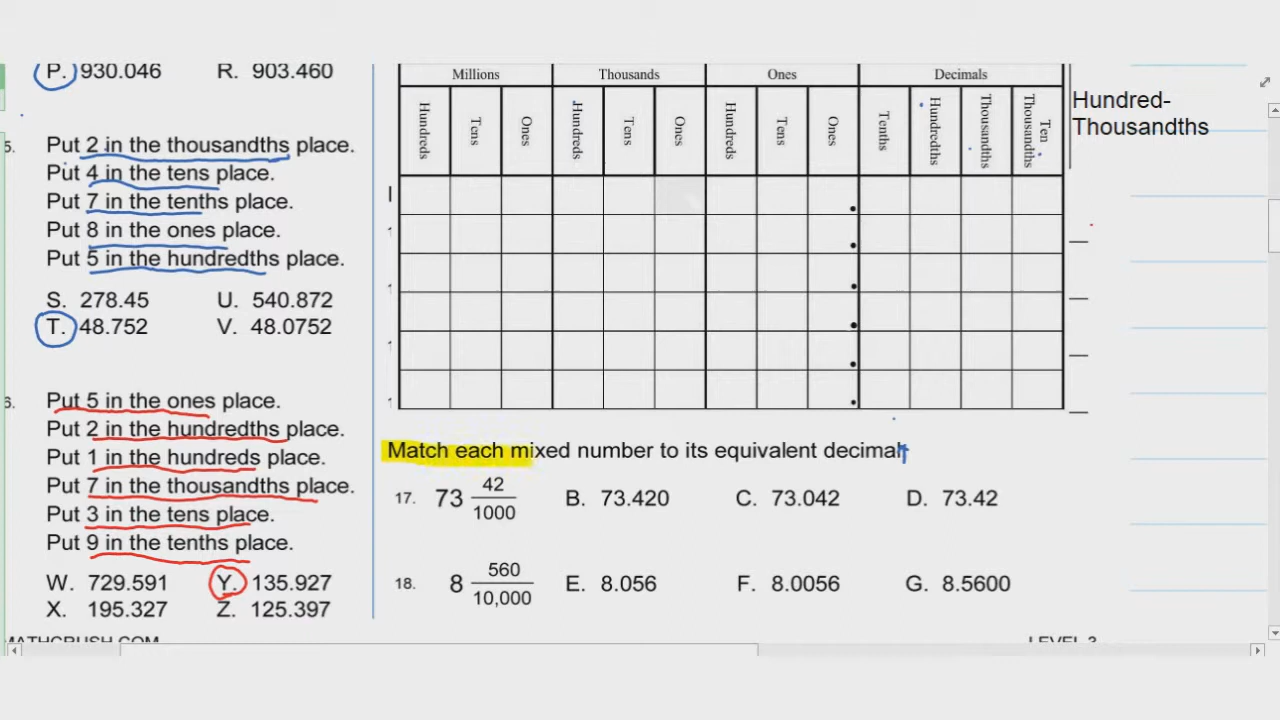 P. 930.046 R. 903.460
5.
Put 2 in the thousandths place.
Put 4 in the tens place.
Put 7 in the tenths place.
Put 8 in the ones place.
Put 5 in the hundredths place.
S. 278.45 U. 540.872
T. 48.752 V. 48.0752
6.
Put 5 in the ones place.
Put 2 in the hundredths place.
Put 1 in the hundreds place.
Put 7 in the thousandths place.
Put 3 in the tens place.
Put 9 in the tenths place.
W. 729.591 Y. 135.927
X. 195.327 Z. 125.397
MATHCRUSH.COM
Millions Thousands Ones Decimals
Hundreds Tens Ones Hundreds Tens Ones Hundreds Tens Ones Tenths Hundredths Thousandths Ten Thousandths
Hundred-
Thousandths
Match each mixed number to its equivalent decimal
17. 73 42/1000 B. 73.420 C. 73.042 D. 73.42
18. 8 560/10,000 E. 8.056 F. 8.0056 G. 8.5600
LEVEL 3